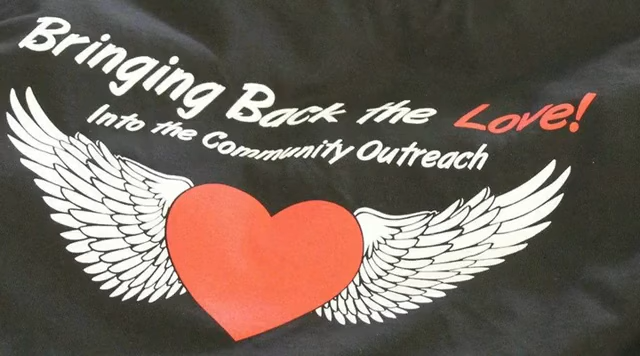 Bringing Back the Love!
Into the Community Outreach